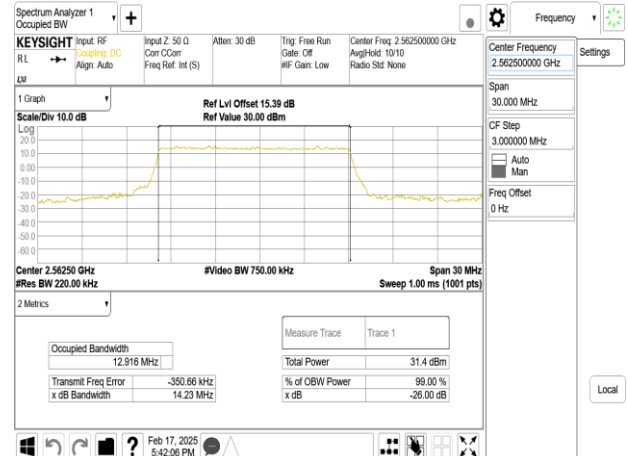 Spectrum Analyzer 1
Occupied BW
Frequency
KEYSIGHT
RL
LXI
Input: RF
Coupling: DC
Align: Auto
Input Z: 50 Ω
Corr CCorr
Freq Ref: Int (S)
Atten: 30 dB
Trig: Free Run
Gate: Off
#IF Gain: Low
Center Freq: 2.562500000 GHz
Avg|Hold: 10/10
Radio Std: None
Center Frequency
2.562500000 GHz
Settings
Span
30.000 MHz
CF Step
3.000000 MHz
Auto
Man
Freq Offset
0 Hz
Local
1 Graph
Scale/Div 10.0 dB
Ref Lvl Offset 15.39 dB
Ref Value 30.00 dBm
Log
20.0
10.0
0.00
-10.0
-20.0
-30.0
-40.0
-50.0
-60.0
Center 2.56250 GHz
#Res BW 220.00 kHz
#Video BW 750.00 kHz
Span 30 MHz
Sweep 1.00 ms (1001 pts)
2 Metrics
Measure Trace Trace 1
Occupied Bandwidth
12.916 MHz
Total Power 31.4 dBm
Transmit Freq Error -350.66 kHz
% of OBW Power 99.00 %
x dB Bandwidth 14.23 MHz
x dB -26.00 dB
?
Feb 17, 2025
5:42:06 PM